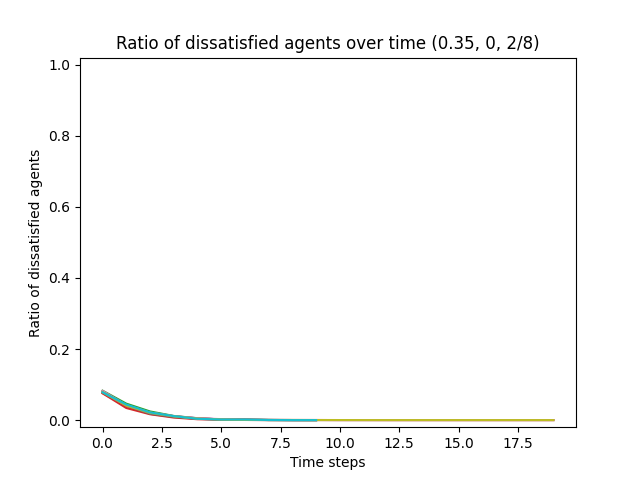 Ratio of dissatisfied agents over time (0.35, 0, 2/8)
1.0
0.8
0.6
0.4
0.2
0.0
Ratio of dissatisfied agents
0.0 2.5 5.0 7.5 10.0 12.5 15.0 17.5
Time steps